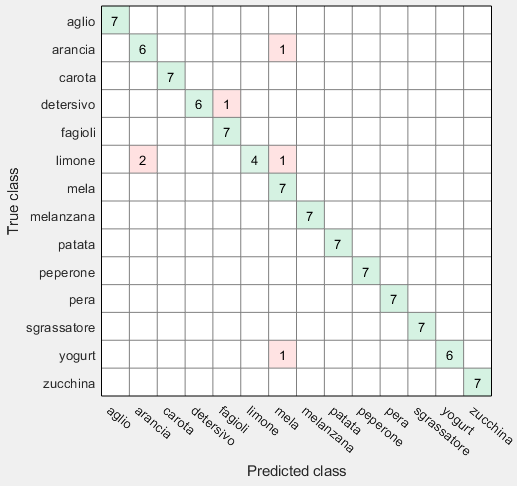 aglio 7
arancia 6 1
carota 7
detersivo 6 1
fagioli 7
limone 2 4 1
mela 7
melanzana 7
patata 7
peperone 7
pera 7
sgrassatore 7
yogurt 1 6
zucchina 7
True class
aglio arancia carota detersivo fagioli limone mela melanzana patata peperone pera sgrassatore yogurt zucchina
Predicted class